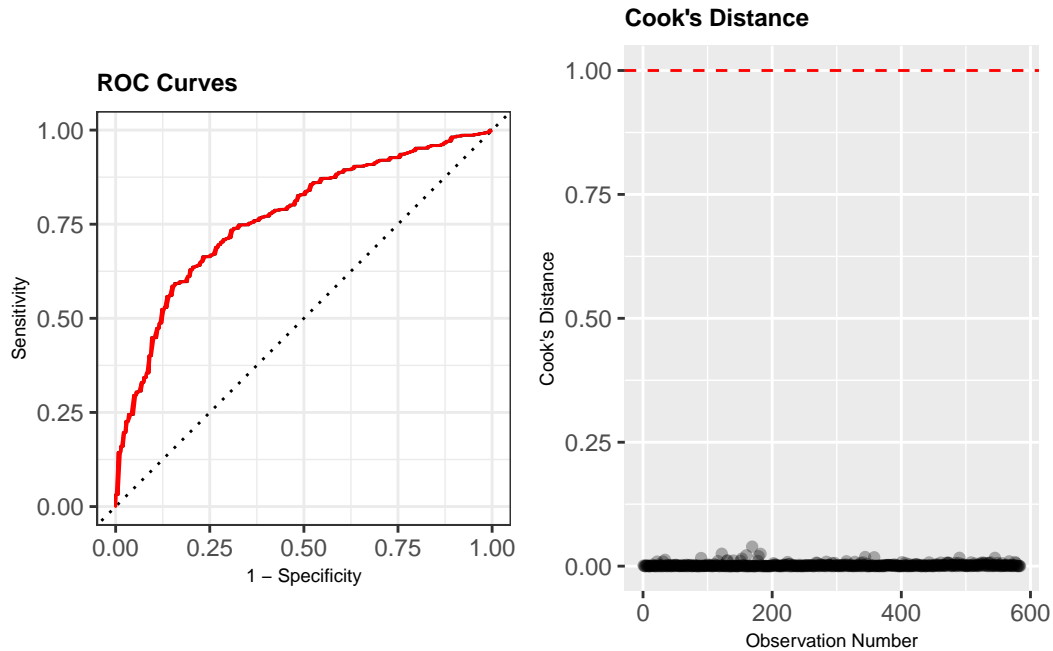 ROC Curves
1.00
0.75
0.50
0.25
0.00
Sensitivity
0.00 0.25 0.50 0.75 1.00
1 − Specificity
Cook's Distance
1.00
0.75
0.50
0.25
0.00
Cook's Distance
0 200 400 600
Observation Number